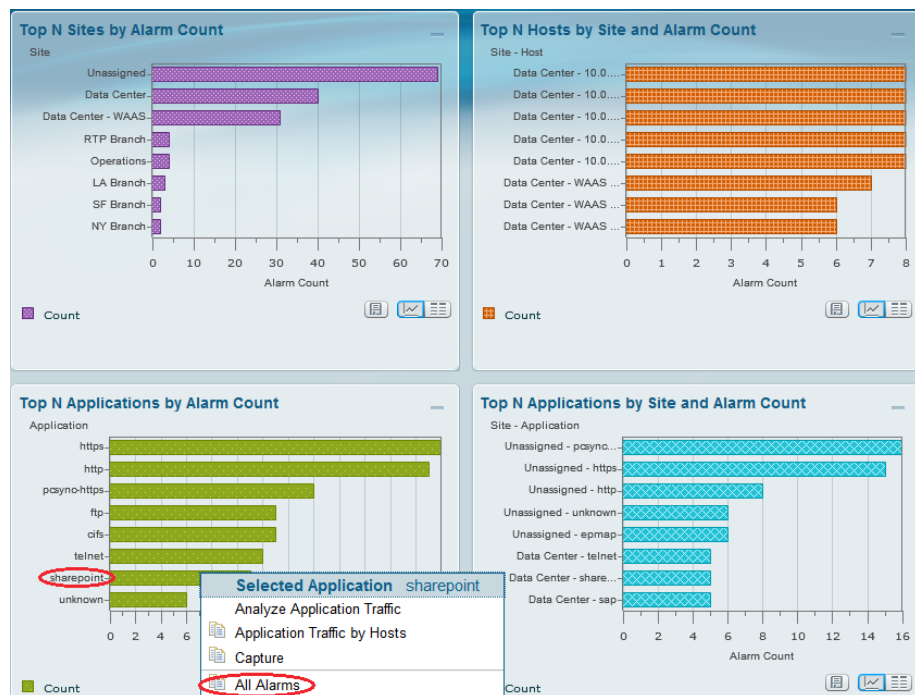 Top N Sites by Alarm Count
Site
Unassigned
Data Center
Data Center - WAAS
RTP Branch
Operations
LA Branch
SF Branch
NY Branch
0 10 20 30 40 50 60 70
Alarm Count
Count
Top N Hosts by Site and Alarm Count
Site - Host
Data Center - 10.0....
Data Center - 10.0....
Data Center - 10.0....
Data Center - 10.0....
Data Center - 10.0....
Data Center - WAAS ...
Data Center - WAAS ...
Data Center - WAAS ...
0 1 2 3 4 5 6 7 8
Alarm Count
Count
Top N Applications by Alarm Count
Application
https
http
pcsync-https
ftp
cifs
telnet
sharepoint
unknown
0 2 4 6
Count
Selected Application sharepoint
Analyze Application Traffic
Application Traffic by Hosts
Capture
All Alarms
Top N Applications by Site and Alarm Count
Site - Application
Unassigned - pcsync...
Unassigned - https
Unassigned - http
Unassigned - unknown
Unassigned - epmap
Data Center - telnet
Data Center - share...
Data Center - sap
0 2 4 6 8 10 12 14 16
Alarm Count
Count